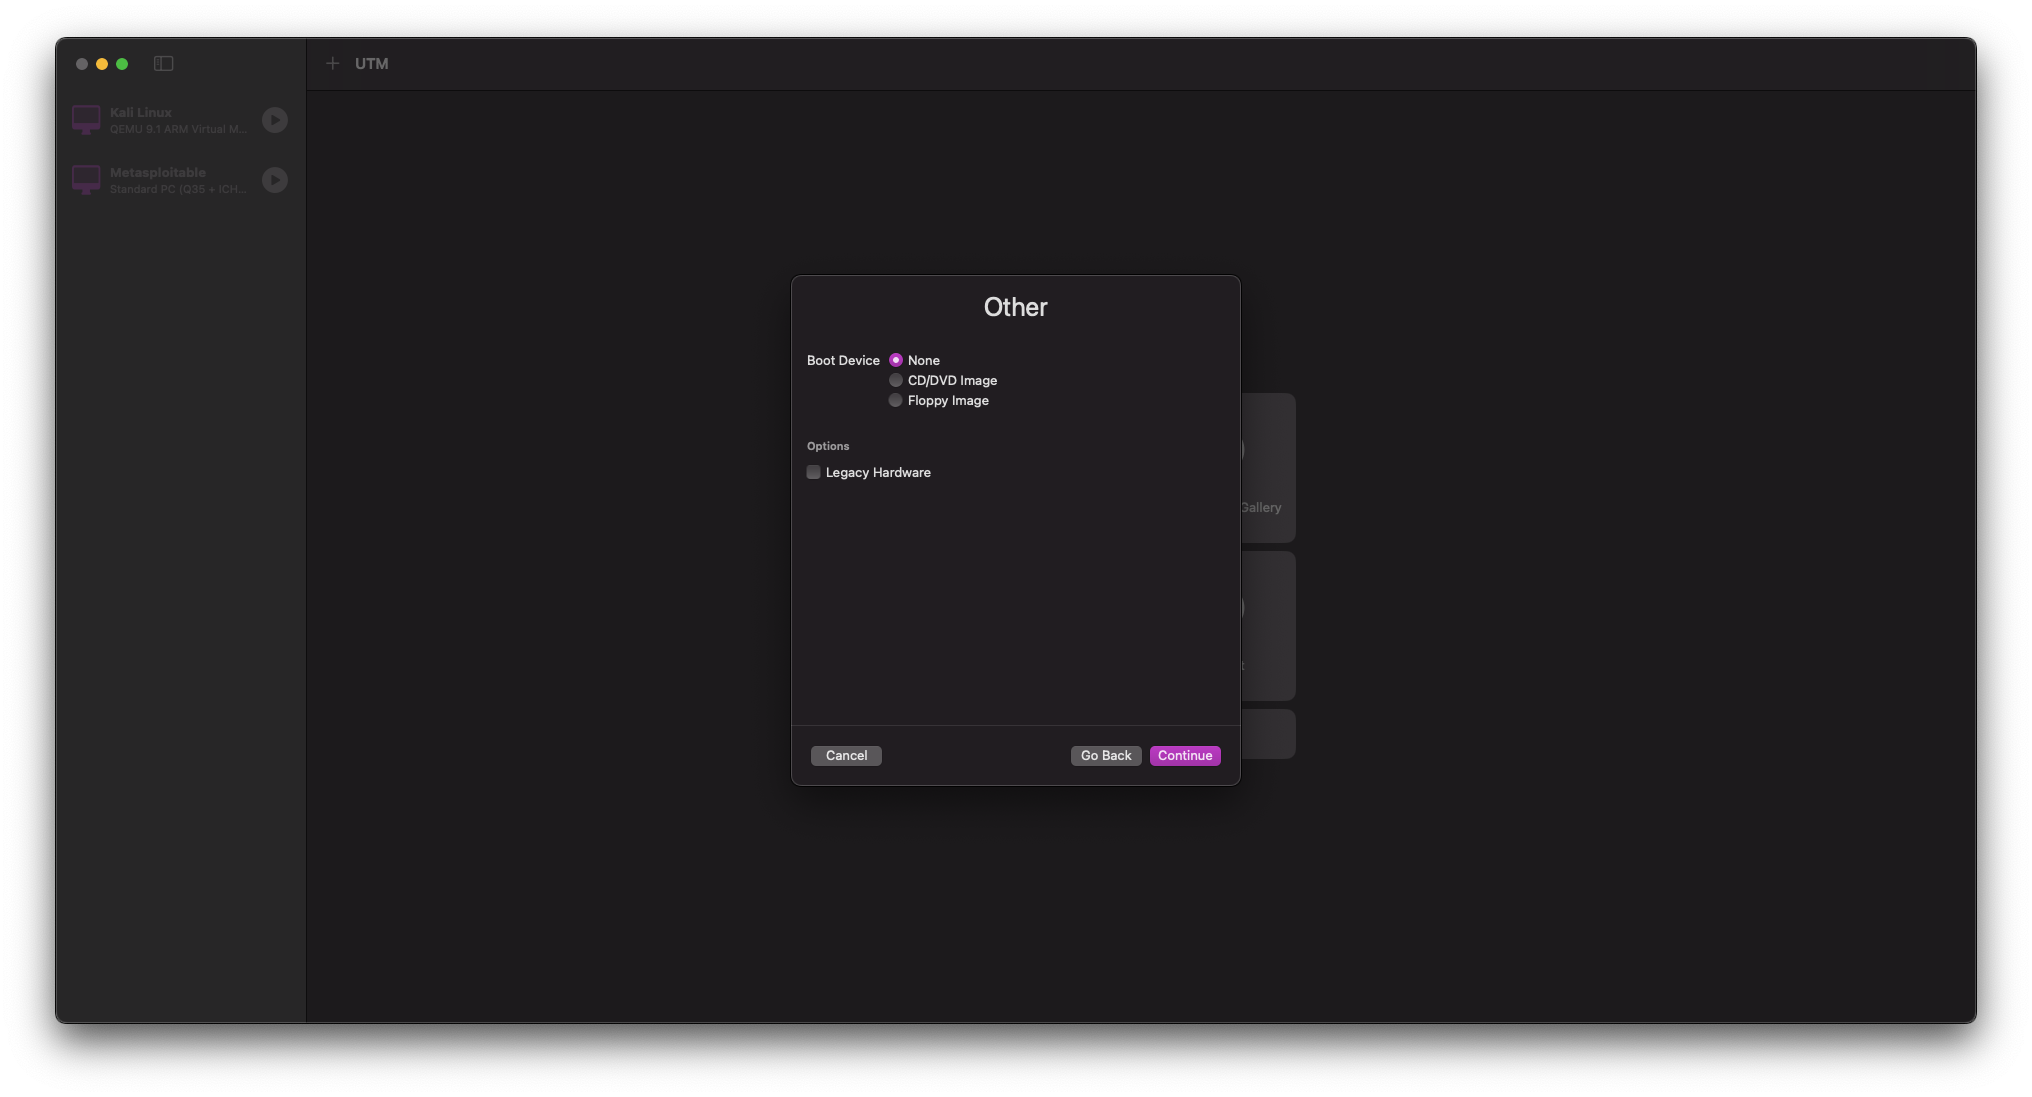 UTM
Kali Linux
QEMU 9.1 ARM Virtual M...
Metasploitable
Standard PC (Q35 + ICH...
Other
Boot Device
None
CD/DVD Image
Floppy Image
Options
Legacy Hardware
Gallery
Cancel
Go Back
Continue